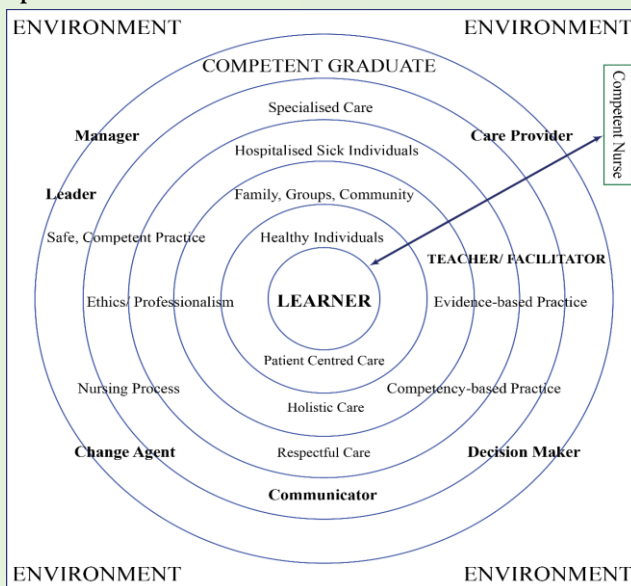 ENVIRONMENT ENVIRONMENT
COMPETENT GRADUATE
Competent Nurse
Specialised Care
Manager Care Provider
Hospitalised Sick Individuals
Leader Family, Groups, Community
Safe, Competent Practice Healthy Individuals
TEACHER/ FACILITATOR
Ethics/ Professionalism LEARNER Evidence-based Practice
Patient Centred Care
Nursing Process Competency-based Practice
Holistic Care
Change Agent Respectful Care Decision Maker
Communicator
ENVIRONMENT ENVIRONMENT